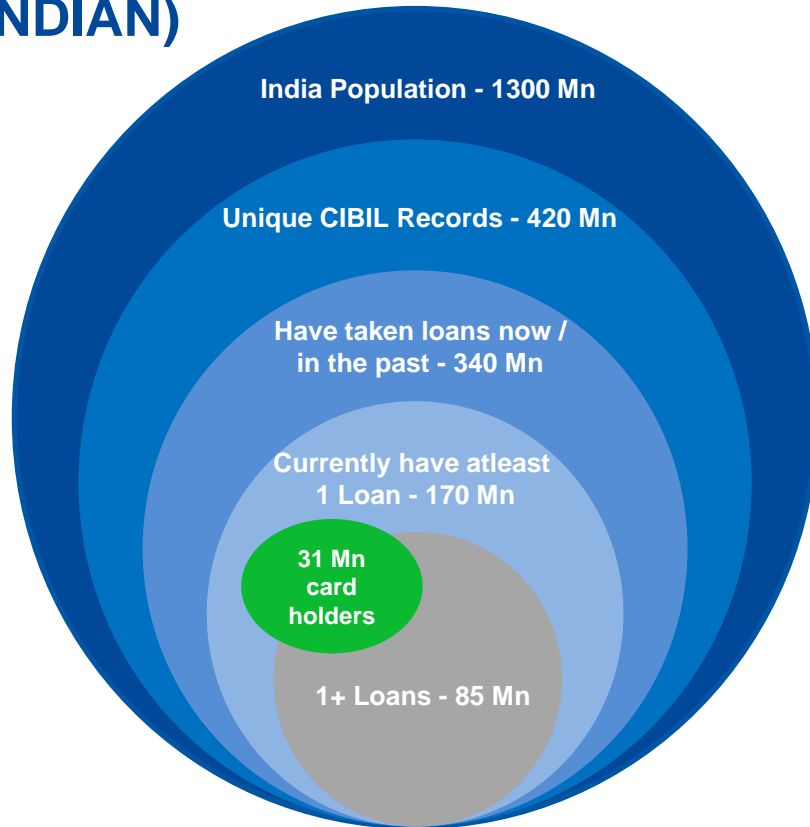 NDIAN)
India Population - 1300 Mn
Unique CIBIL Records - 420 Mn
Have taken loans now /
in the past - 340 Mn
Currently have atleast
1 Loan - 170 Mn
31 Mn
card
holders
1+ Loans - 85 Mn